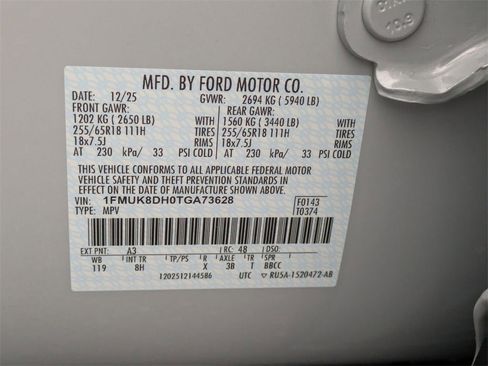 10.9
MFD. BY FORD MOTOR CO.
DATE: 12/25 GVWR: 2694 KG ( 5940 LB)
FRONT GAWR: REAR GAWR:
1202 KG ( 2650 LB) WITH 1560 KG ( 3440 LB) WITH
255/65R18 111H TIRES 255/65R18 111H TIRES
18x7.5J RIMS 18x7.5J RIMS
AT 230 kPa/ 33 PSI COLD AT 230 kPa/ 33 PSI COLD
THIS VEHICLE CONFORMS TO ALL APPLICABLE FEDERAL MOTOR
VEHICLE SAFETY AND THEFT PREVENTION STANDARDS IN EFFECT ON
THE DATE OF MANUFACTURE SHOWN ABOVE.
VIN: 1FMUK8DH0TGA73628 F0143
TYPE: MPV T0374
EXT PNT: A3 RC: 48 DSO:
WB INT TR TP/PS R AXLE TR SPR
119 8H X 3B T BBCC
1202512144586 UTC RU5A-1520472-AB